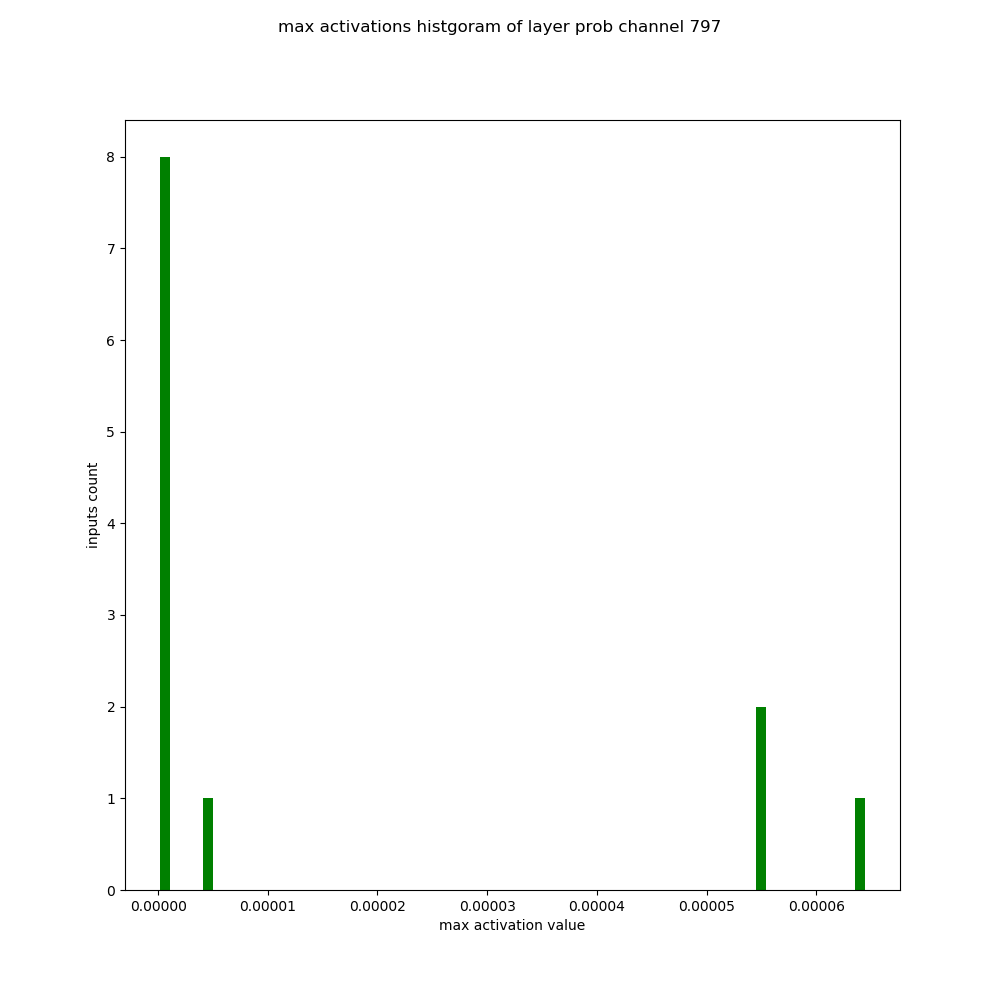 max activations histgoram of layer prob channel 797
8
7
6
5
4
3
2
1
0
inputs count
0.00000 0.00001 0.00002 0.00003 0.00004 0.00005 0.00006
max activation value